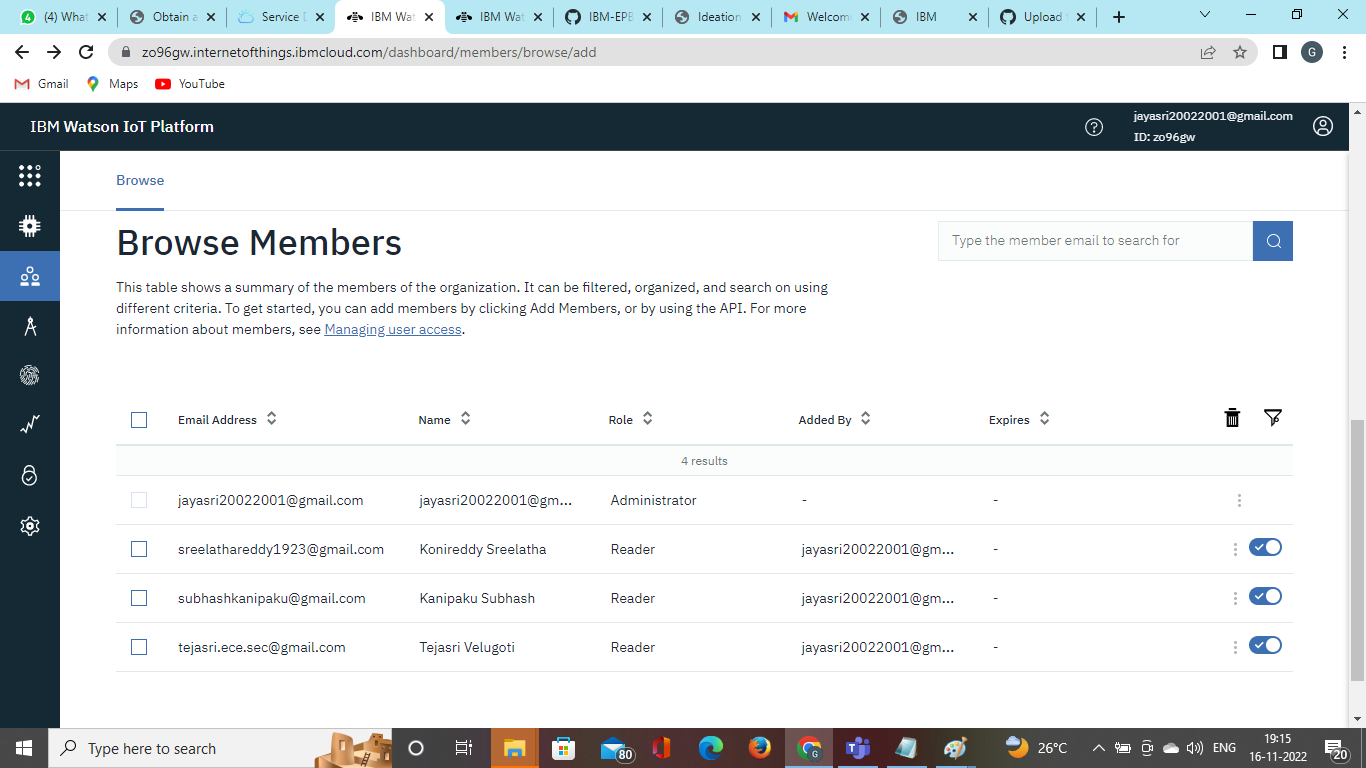 (4) What
Obtain a
Service D
IBM Wat
IBM Wat
IBM-EPB
Ideation
Welcome
IBM
Upload
zo96gw.internetofthings.ibmcloud.com/dashboard/members/browse/add
G
Gmail
Maps
YouTube
IBM Watson IoT Platform
jayasri20022001@gmail.com
ID: zo96gw
Browse
Browse Members
Type the member email to search for
This table shows a summary of the members of the organization. It can be filtered, organized, and search on using
different criteria. To get started, you can add members by clicking Add Members, or by using the API. For more
information about members, see Managing user access.
Email Address Name Role Added By Expires
4 results
jayasri20022001@gmail.com jayasri20022001@gm... Administrator - -
sreelathareddy1923@gmail.com Konireddy Sreelatha Reader jayasri20022001@gm... -
subhashkanipaku@gmail.com Kanipaku Subhash Reader jayasri20022001@gm... -
tejasri.ece.sec@gmail.com Tejasri Velugoti Reader jayasri20022001@gm... -
Type here to search
80
G
26°C
ENG
19:15
16-11-2022
20